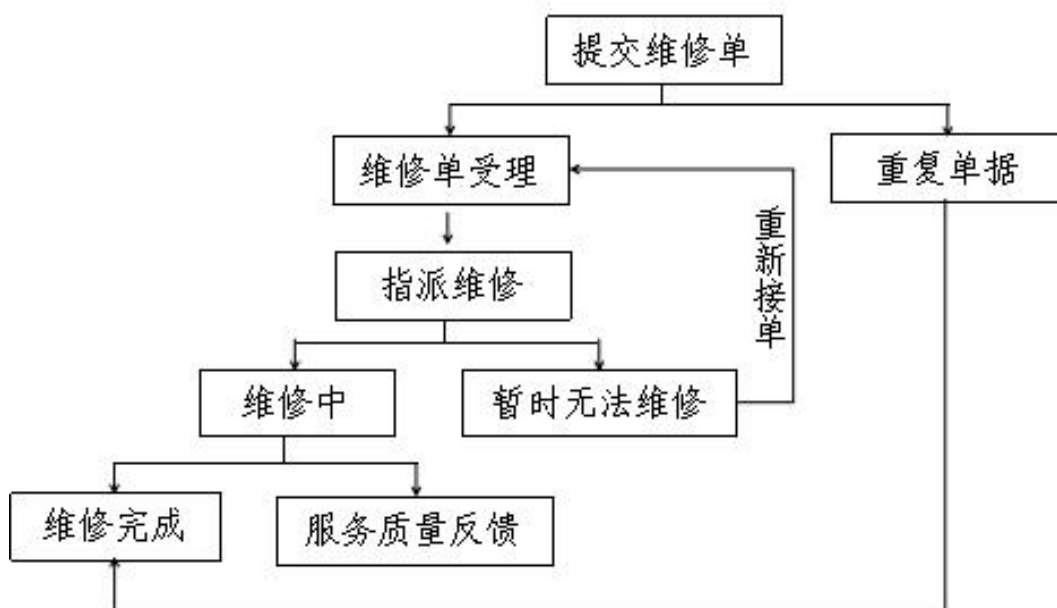 提交维修单
维修单受理
重复单据
重新接单
指派维修
维修中
暂时无法维修
维修完成
服务质量反馈